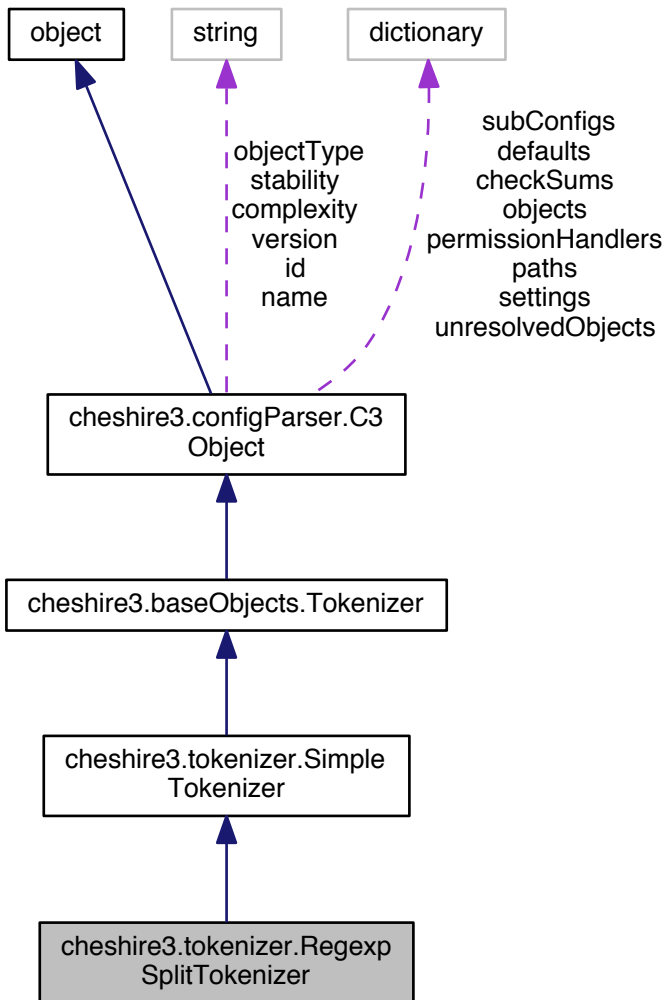 object
string
dictionary
objectType
stability
complexity
version
id
name
subConfigs
defaults
checkSums
objects
permissionHandlers
paths
settings
unresolvedObjects
cheshire3.configParser.C3
Object
cheshire3.baseObjects.Tokenizer
cheshire3.tokenizer.Simple
Tokenizer
cheshire3.tokenizer.Regexp
SplitTokenizer